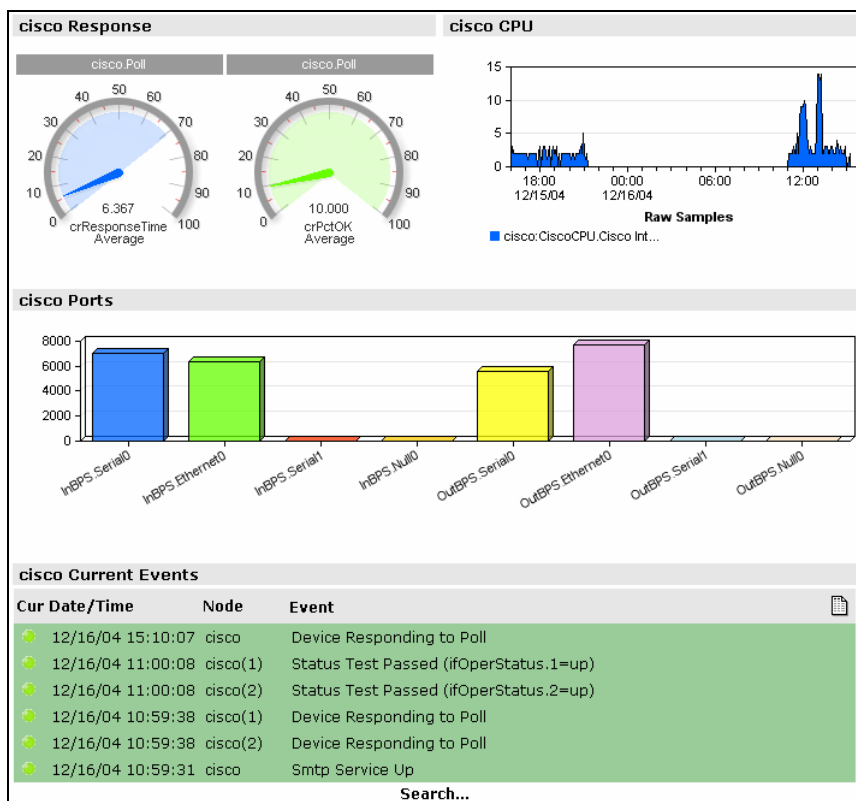 cisco Response
cisco CPU
cisco.Poll
cisco.Poll
0 10 20 30 40 50 60 70 80 90 100
6.367
crResponseTime
Average
0 10 20 30 40 50 60 70 80 90 100
10.000
crPctOK
Average
15
10
5
0
18:00 00:00 06:00 12:00
12/15/04 12/16/04
Raw Samples
cisco:CiscoCPU.Cisco Int...
cisco Ports
8000
6000
4000
2000
0
InBPS.Serial0
InBPS.Ethernet0
InBPS.Serial1
InBPS.Null0
OutBPS.Serial0
OutBPS.Ethernet0
OutBPS.Serial1
OutBPS.Null0
cisco Current Events
Cur Date/Time Node Event
12/16/04 15:10:07 cisco Device Responding to Poll
12/16/04 11:00:08 cisco(1) Status Test Passed (ifOperStatus.1=up)
12/16/04 11:00:08 cisco(2) Status Test Passed (ifOperStatus.2=up)
12/16/04 10:59:38 cisco(1) Device Responding to Poll
12/16/04 10:59:38 cisco(2) Device Responding to Poll
12/16/04 10:59:31 cisco Smtp Service Up
Search...